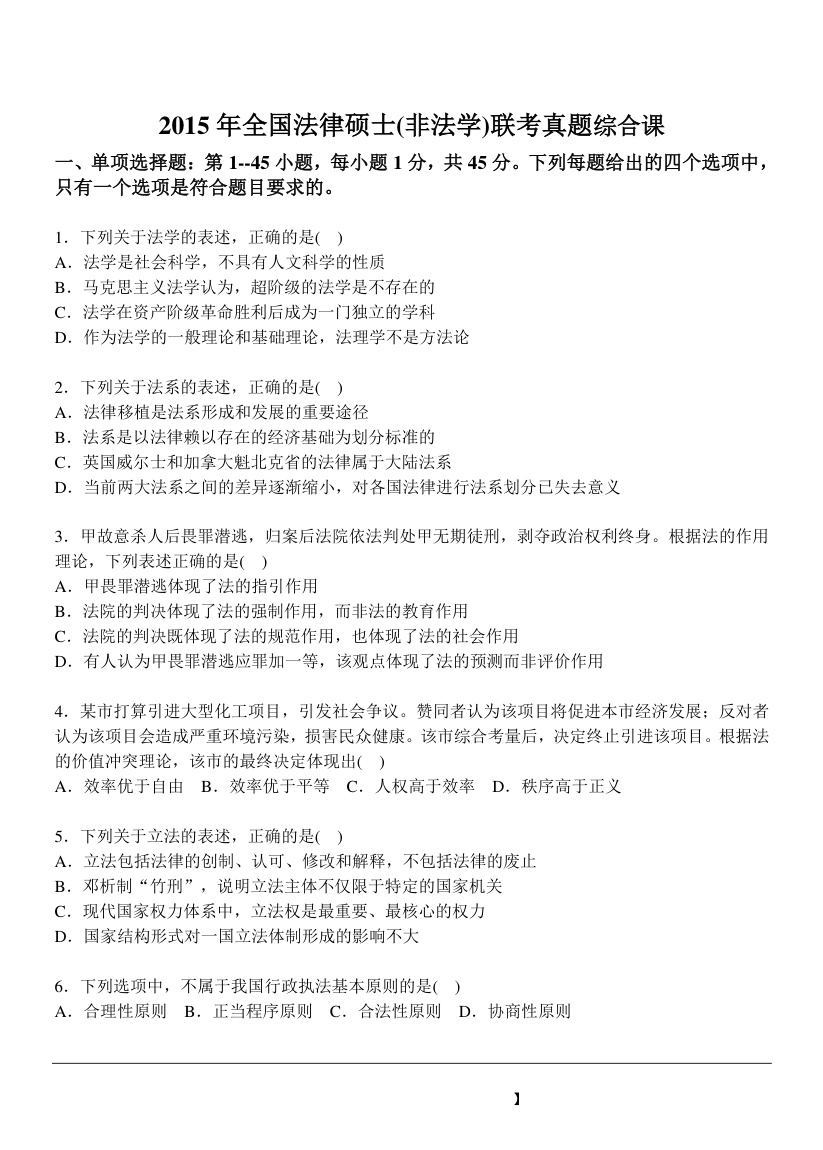 2015 年全国法律硕士(非法学)联考真题综合课
一、单项选择题：第 1--45 小题，每小题 1 分，共 45 分。下列每题给出的四个选项中，
只有一个选项是符合题目要求的。
1．下列关于法学的表述，正确的是(　)
A．法学是社会科学，不具有人文科学的性质
B．马克思主义法学认为，超阶级的法学是不存在的
C．法学在资产阶级革命胜利后成为一门独立的学科
D．作为法学的一般理论和基础理论，法理学不是方法论
2．下列关于法系的表述，正确的是(　)
A．法律移植是法系形成和发展的重要途径
B．法系是以法律赖以存在的经济基础为划分标准的
C．英国威尔士和加拿大魁北克省的法律属于大陆法系
D．当前两大法系之间的差异逐渐缩小，对各国法律进行法系划分已失去意义
3．甲故意杀人后畏罪潜逃，归案后法院依法判处甲无期徒刑，剥夺政治权利终身。根据法的作用
理论，下列表述正确的是(　)
A．甲畏罪潜逃体现了法的指引作用
B．法院的判决体现了法的强制作用，而非法的教育作用
C．法院的判决既体现了法的规范作用，也体现了法的社会作用
D．有人认为甲畏罪潜逃应罪加一等，该观点体现了法的预测而非评价作用
4．某市打算引进大型化工项目，引发社会争议。赞同者认为该项目将促进本市经济发展；反对者
认为该项目会造成严重环境污染，损害民众健康。该市综合考量后，决定终止引进该项目。根据法
的价值冲突理论，该市的最终决定体现出(　)
A．效率优于自由　B．效率优于平等　C．人权高于效率　D．秩序高于正义
5．下列关于立法的表述，正确的是(　)
A．立法包括法律的创制、认可、修改和解释，不包括法律的废止
B．邓析制“竹刑”，说明立法主体不仅限于特定的国家机关
C．现代国家权力体系中，立法权是最重要、最核心的权力
D．国家结构形式对一国立法体制形成的影响不大
6．下列选项中，不属于我国行政执法基本原则的是(　)
A．合理性原则　B．正当程序原则　C．合法性原则　D．协商性原则
】